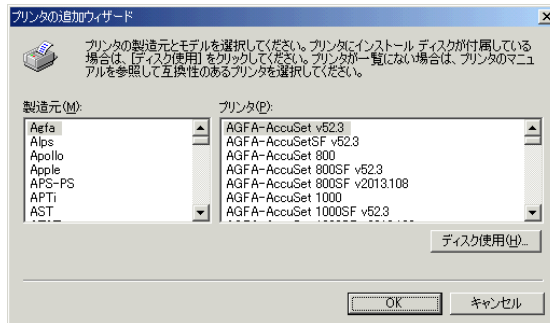 プリンタの追加ウィザード
プリンタの製造元とモデルを選択してください。プリンタにインストール ディスクが付属している
場合は、[ディスク使用] をクリックしてください。プリンタが一覧にない場合は、プリンタのマニュ
アルを参照して互換性のあるプリンタを選択してください。
製造元(M):
プリンタ(P):
Agfa
Alps
Apollo
Apple
APS-PS
APTi
AST
AGFA-AccuSet v52.3
AGFA-AccuSetSF v52.3
AGFA-AccuSet 800
AGFA-AccuSet 800SF v52.3
AGFA-AccuSet 800SF v2013.108
AGFA-AccuSet 1000
AGFA-AccuSet 1000SF v52.3
ディスク使用(H)...
OK
キャンセル